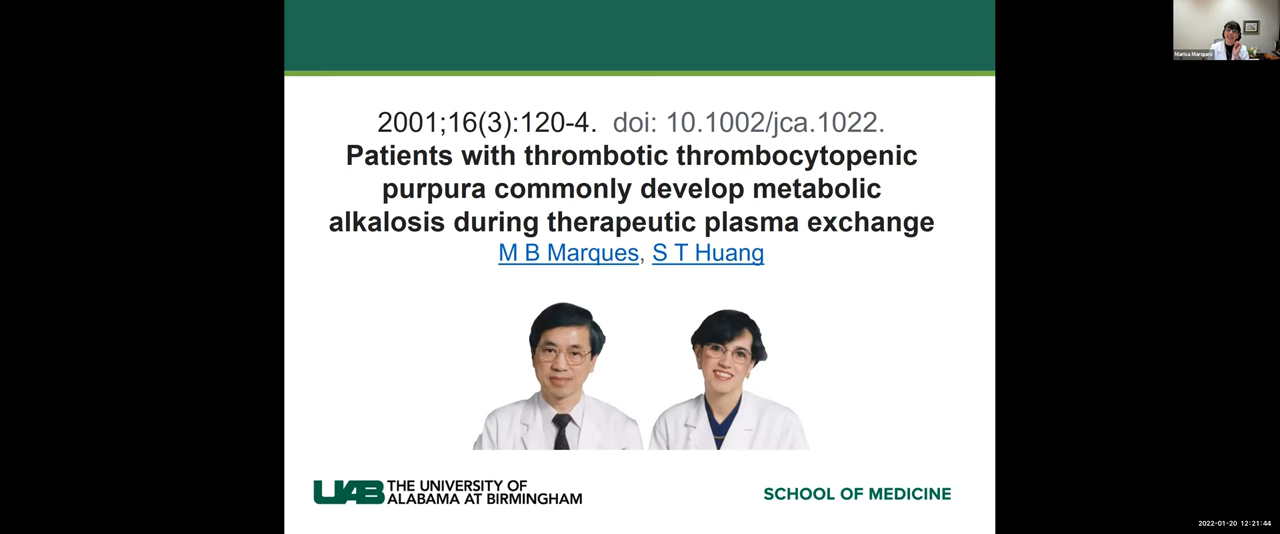 Marisa Marques
2001;16(3):120-4. doi: 10.1002/jca.1022.
Patients with thrombotic thrombocytopenic
purpura commonly develop metabolic
alkalosis during therapeutic plasma exchange
M B Marques, S T Huang
UAB THE UNIVERSITY OF
ALABAMA AT BIRMINGHAM
SCHOOL OF MEDICINE
2022-01-20 12:21:44